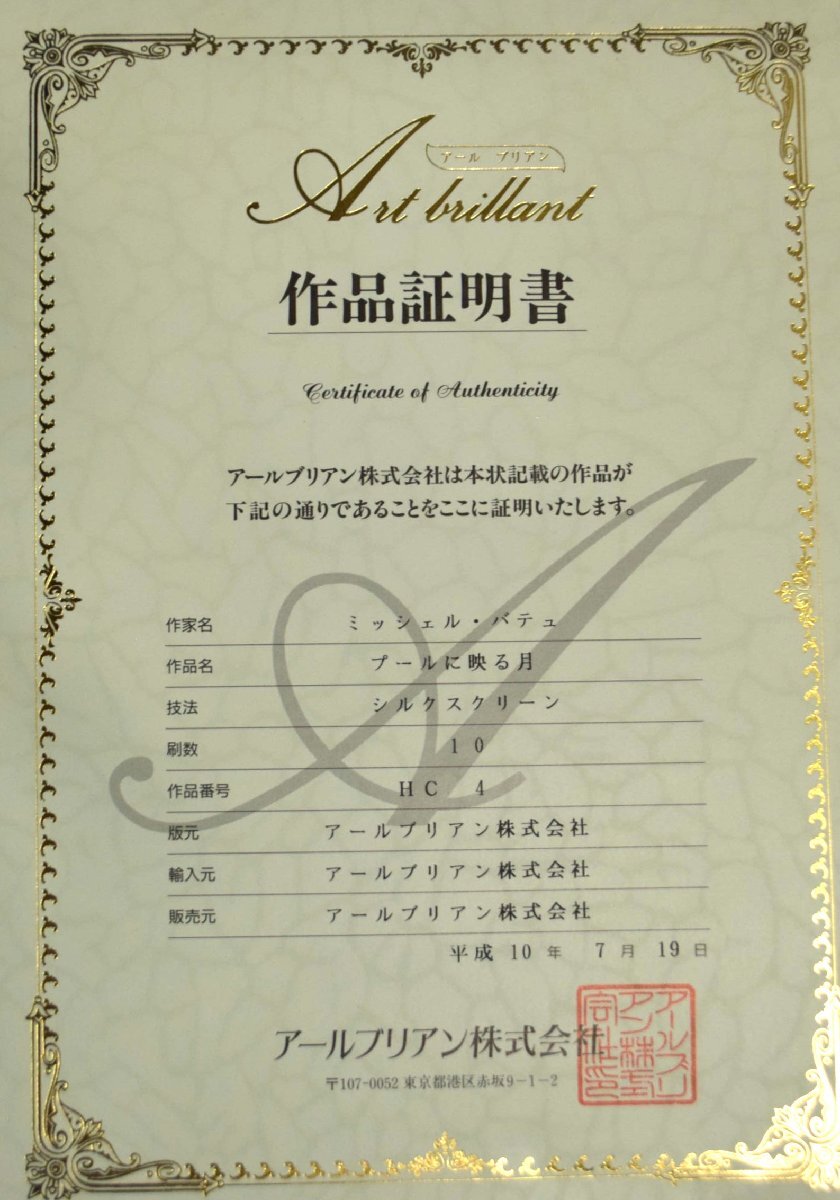 アール ブリアン
Art brillant
作品証明書
Certificate of Authenticity
アールブリアン株式会社は本状記載の作品が
下記の通りであることをここに証明いたします。
作家名 ミッシェル・バテュ
作品名 プールに映る月
技法 シルクスクリーン
刷数 10
作品番号 HC 4
版元 アールブリアン株式会社
輸入元 アールブリアン株式会社
販売元 アールブリアン株式会社
平成 10 年 7 月 19 日
アールブリアン株式会社
〒107-0052 東京都港区赤坂9-1-2